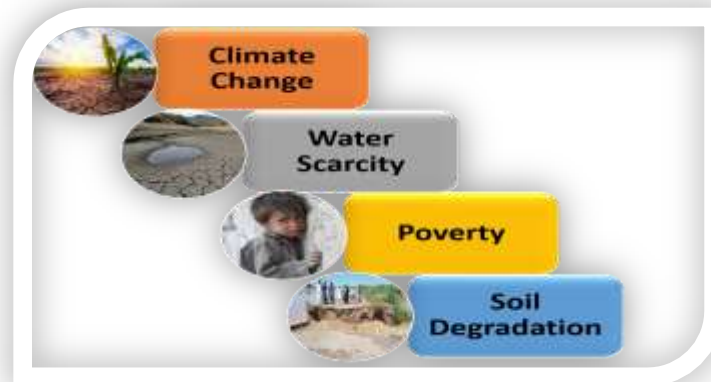 Climate
Change
Water
Scarcity
Poverty
Soil
Degradation